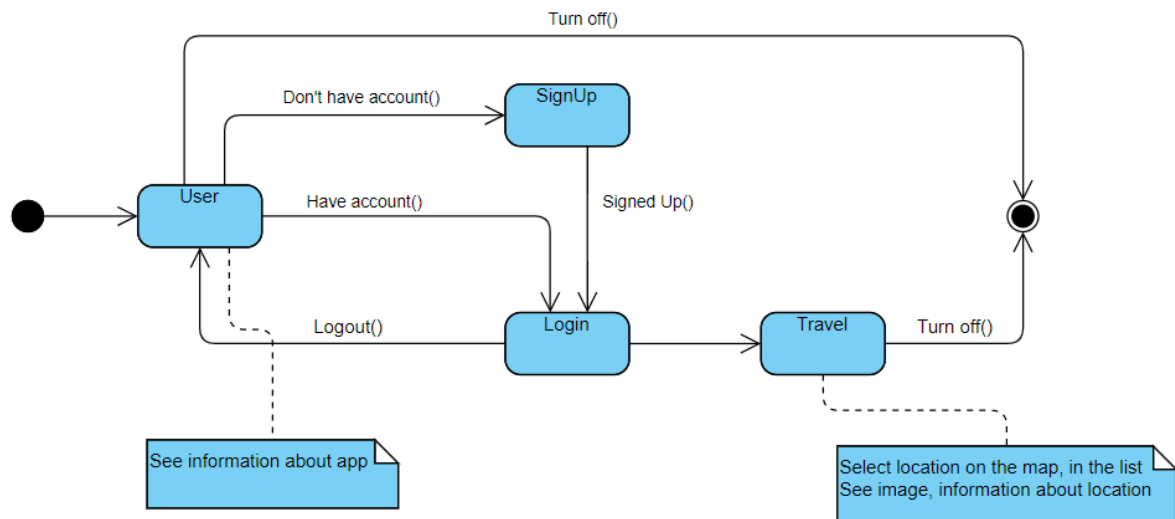 Turn off()
SignUp
Don't have account()
User
Have account()
Signed Up()
Logout()
Login
Travel
Turn off()
See information about app
Select location on the map, in the list
See image, information about location